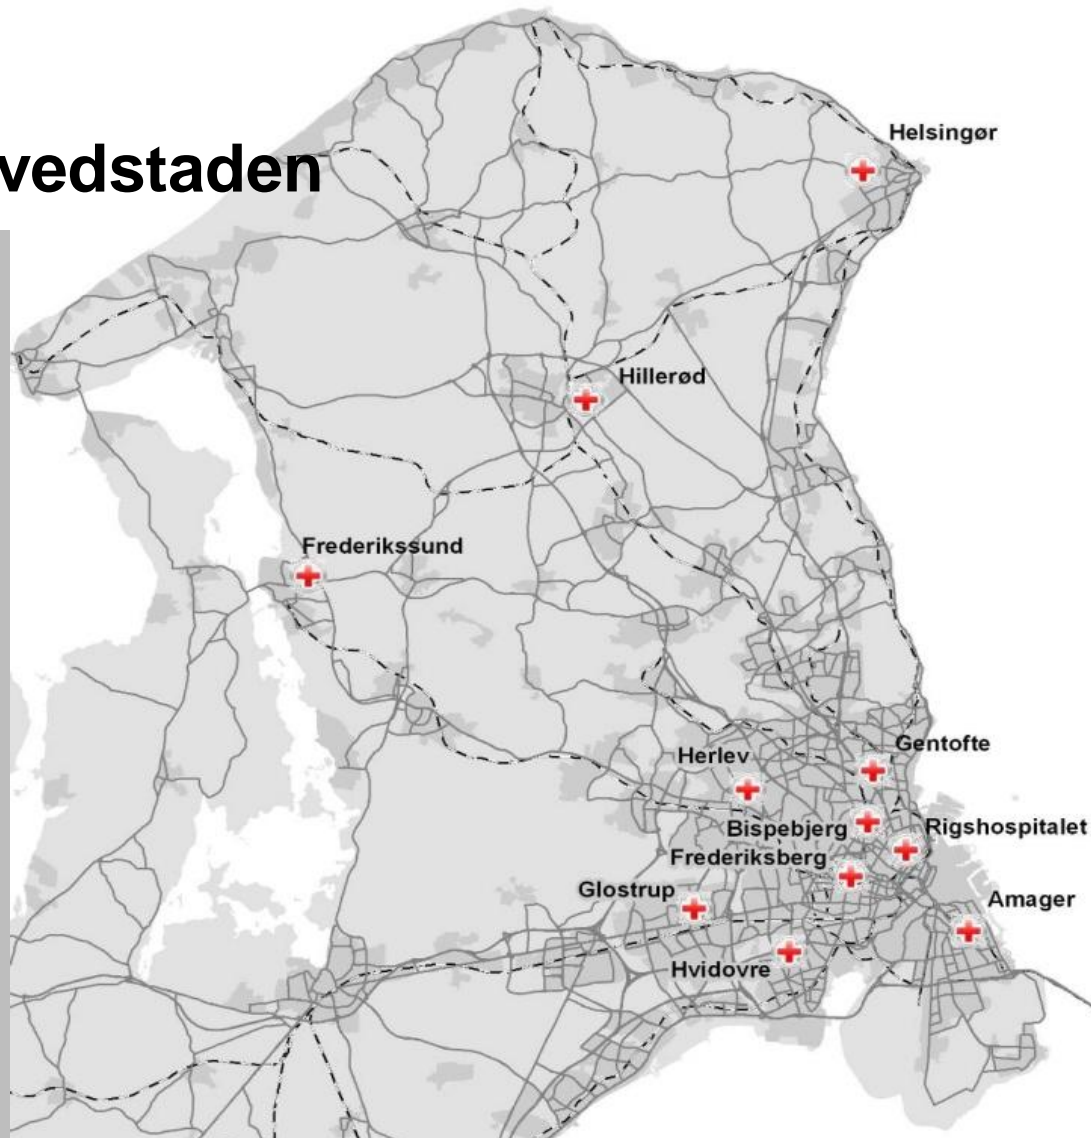 Helsingør
vedstaden
Hillerød
Frederikssund
Gentofte
Herlev
Bispebjerg
Rigshospitalet
Frederiksberg
Glostrup
Amager
Hvidovre